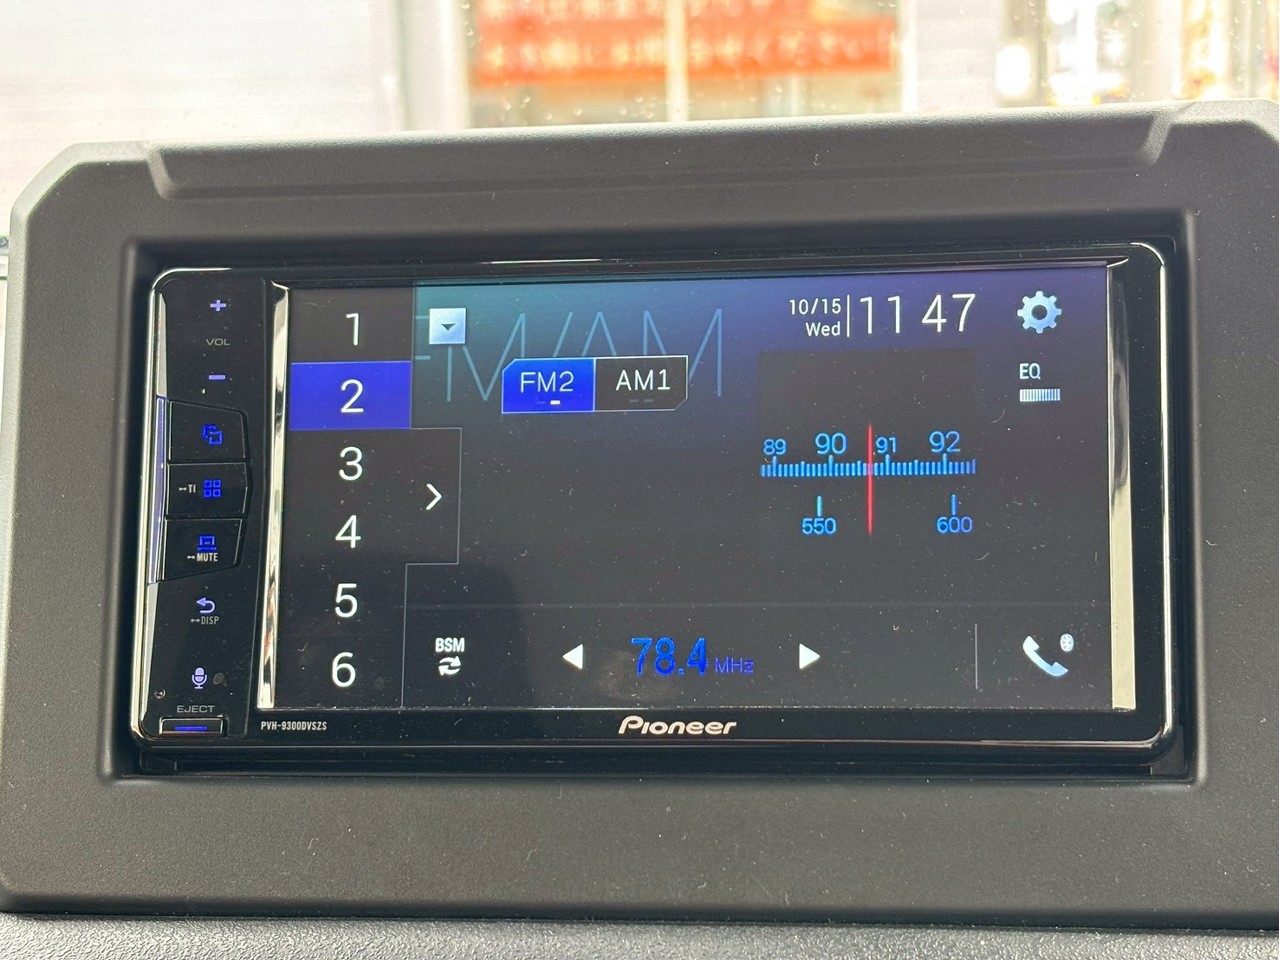 +
VOL
−
TI
MUTE
DISP
EJECT
PVH-9300DVSZS
Pioneer
1
2
3
4
5
6
FM/AM
10/15
Wed
11 47
FM2
AM1
EQ
89 90 91 92
550 600
BSM
78.4 MHz